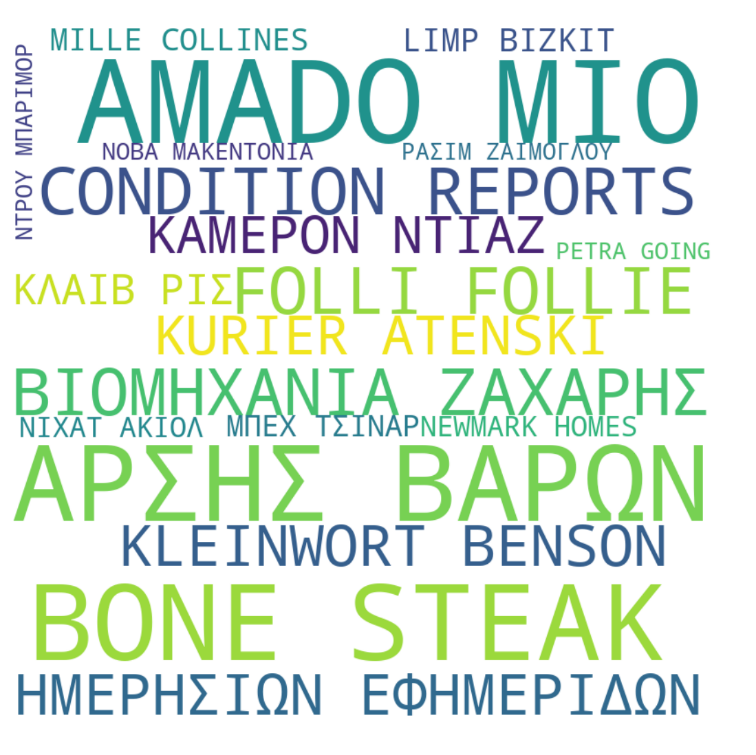 MILLE COLLINES
LIMP BIZKIT
ΝΤΡΟΥ ΜΠΑΡΙΜΟΡ
AMADO MIO
ΝΟΒΑ ΜΑΚΕΝΤΟΝΙΑ
ΡΑΣΙΜ ΖΑΙΜΟΓΛΟΥ
CONDITION REPORTS
ΚΑΜΕΡΟΝ ΝΤΙΑΖ
PETRA GOING
ΚΛΑΙΒ ΡΙΣ
FOLLI FOLLIE
KURIER ATENSKI
ΒΙΟΜΗΧΑΝΙΑ ΖΑΧΑΡΗΣ
ΝΙΧΑΤ ΑΚΙΟΛ
ΜΠΕΧ ΤΣΙΝΑΡ
NEWMARK HOMES
ΑΡΣΗΣ ΒΑΡΩΝ
KLEINWORT BENSON
BONE STEAK
ΗΜΕΡΗΣΙΩΝ ΕΦΗΜΕΡΙΔΩΝ